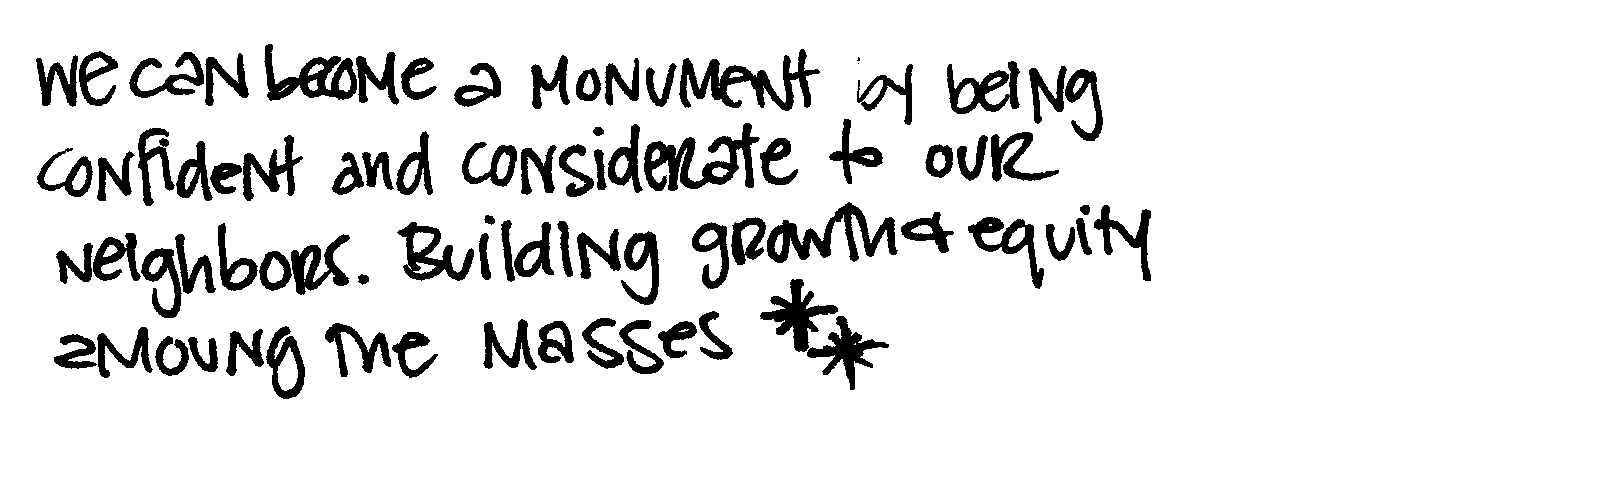 We can become a monument by being
confident and considerate to our
neighbors. Building growth & equity
amoung the masses **